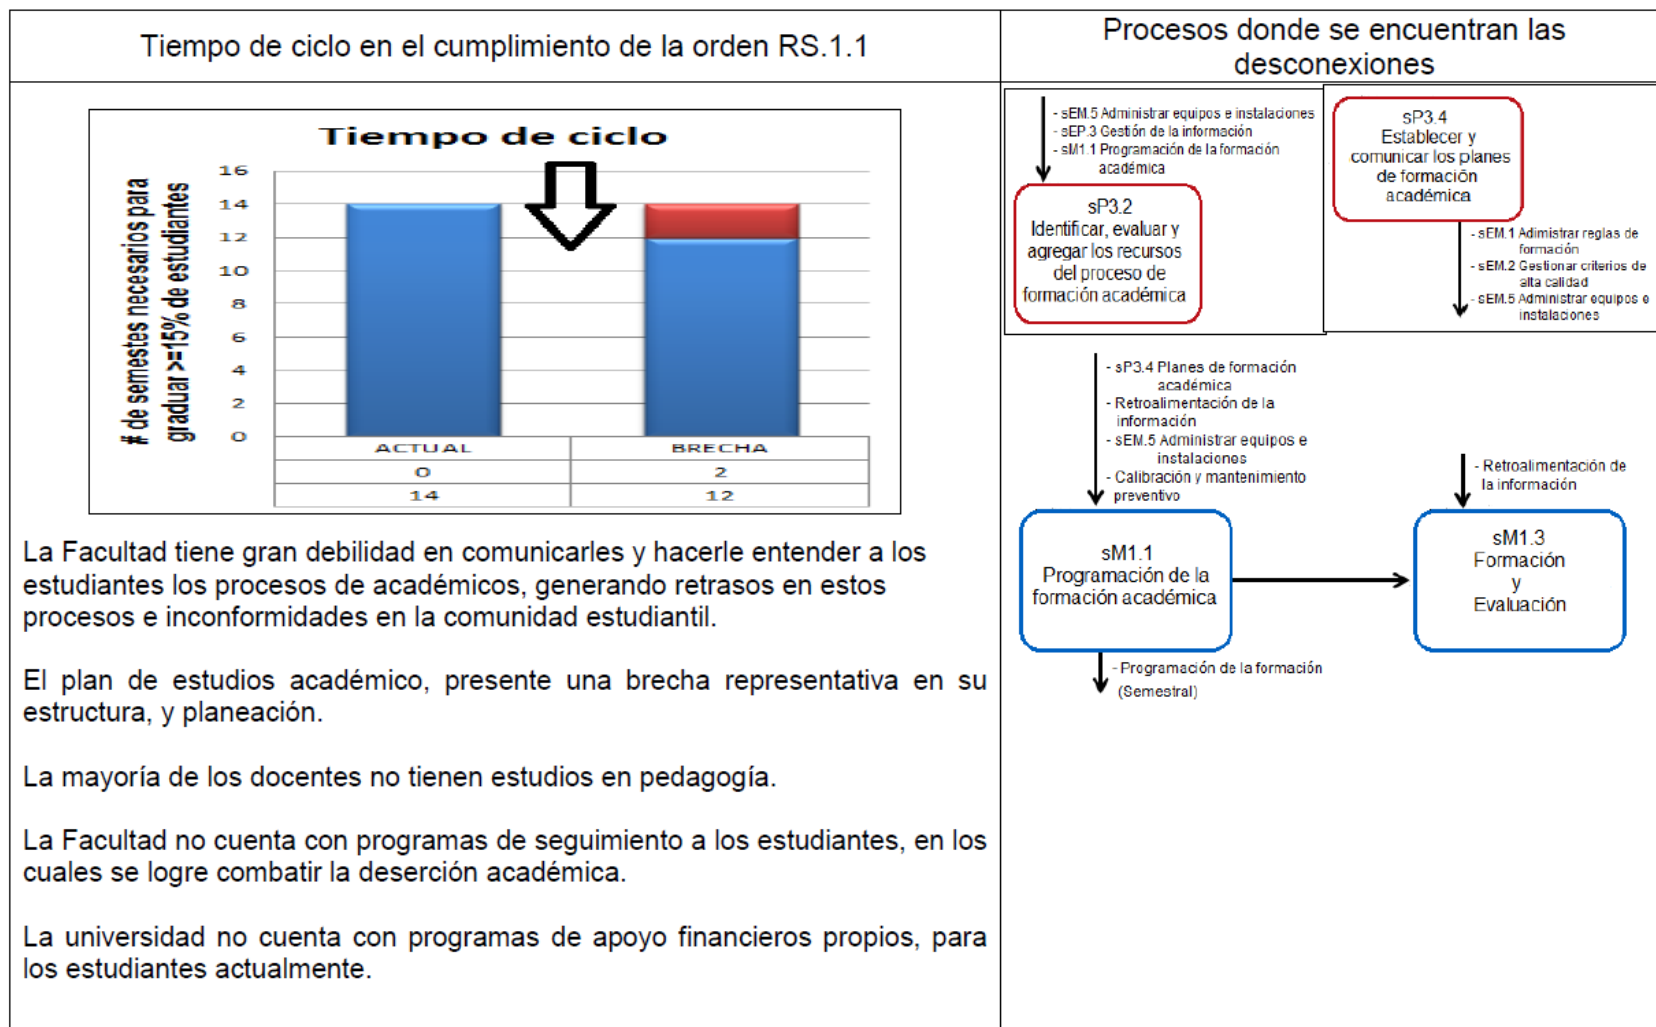 Tiempo de ciclo en el cumplimiento de la orden RS.1.1
Procesos donde se encuentran las
desconexiones
Tiempo de ciclo
# de semestes necesarios para
graduar >=15% de estudiantes
16
14
12
10
8
6
4
2
0
ACTUAL
BRECHA
0
2
14
12
La Facultad tiene gran debilidad en comunicarles y hacerle entender a los
estudiantes los procesos de académicos, generando retrasos en estos
procesos e inconformidades en la comunidad estudiantil.
El plan de estudios académico, presente una brecha representativa en su
estructura, y planeación.
La mayoría de los docentes no tienen estudios en pedagogía.
La Facultad no cuenta con programas de seguimiento a los estudiantes, en los
cuales se logre combatir la deserción académica.
La universidad no cuenta con programas de apoyo financieros propios, para
los estudiantes actualmente.
- sEM.5 Administrar equipos e instalaciones
- sEP.3 Gestión de la información
- sM1.1 Programación de la formación
académica
sP3.2
Identificar, evaluar y
agregar los recursos
del proceso de
formación académica
sP3.4
Establecer y
comunicar los planes
de formación
académica
- sEM.1 Adimistrar reglas de
formación
- sEM.2 Gestionar criterios de
alta calidad
- sEM.5 Administrar equipos e
instalaciones
- sP3.4 Planes de formación
académica
- Retroalimentación de la
información
- sEM.5 Administrar equipos e
instalaciones
- Calibración y mantenimiento
preventivo
- Retroalimentación de
la información
sM1.1
Programación de la
formación académica
sM1.3
Formación
y
Evaluación
- Programación de la formación
(Semestral)